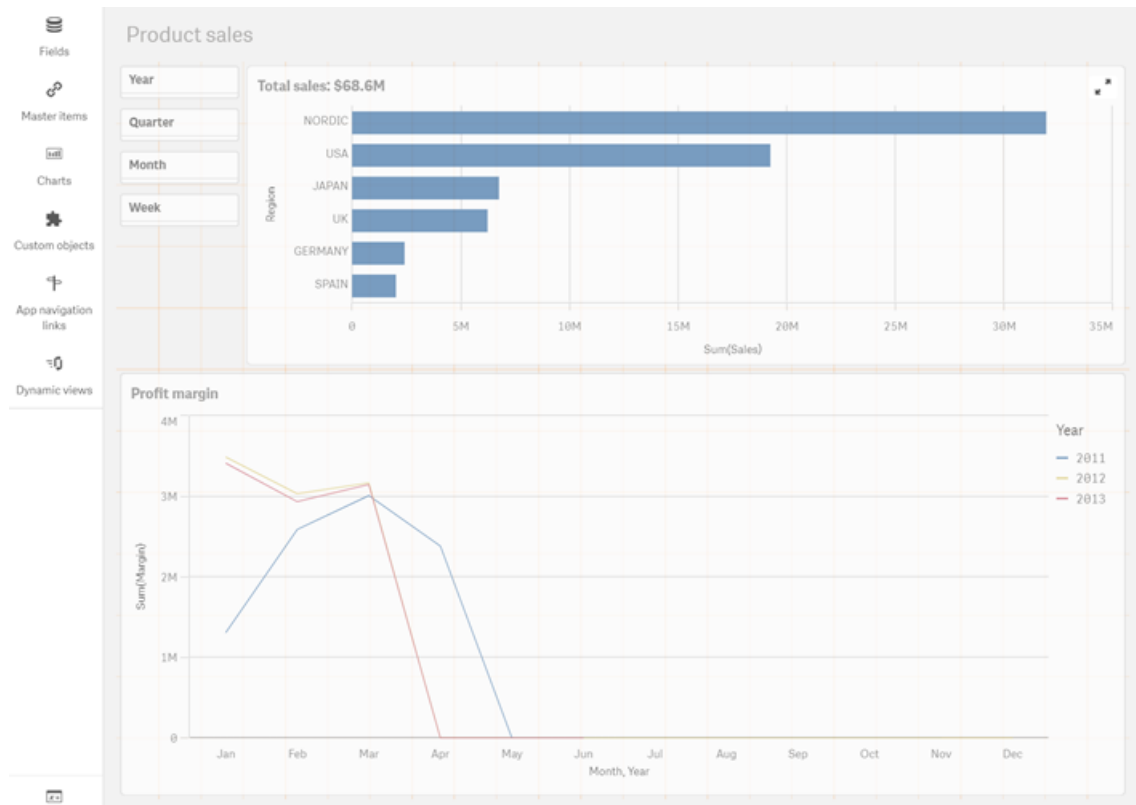 Product sales
Fields
Master items
Charts
Custom objects
App navigation
links
Dynamic views
Year
Quarter
Month
Week
Total sales: $68.6M
Region
NORDIC
USA
JAPAN
UK
GERMANY
SPAIN
0 5M 10M 15M 20M 25M 30M 35M
Sum(Sales)
Profit margin
Sum(Margin)
4M
3M
2M
1M
0
Jan Feb Mar Apr May Jun Jul Aug Sep Oct Nov Dec
Month, Year
Year
2011
2012
2013